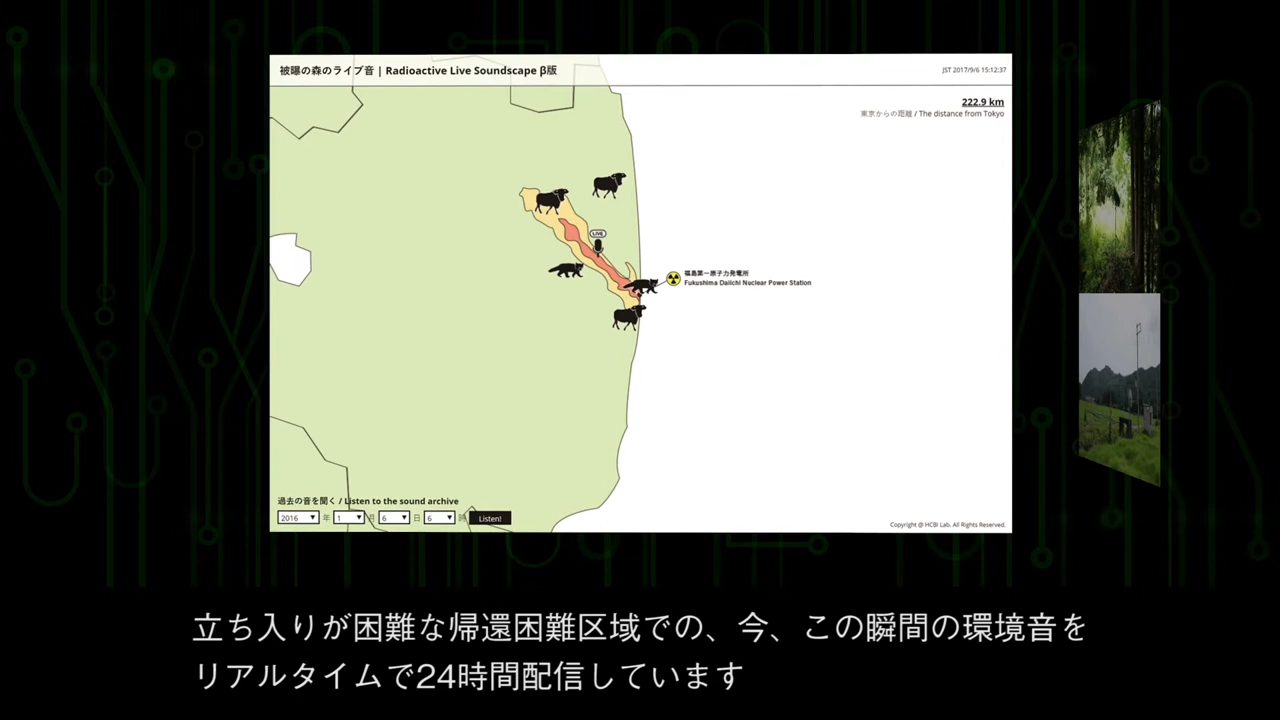 被曝の森のライブ音 | Radioactive Live Soundscape β版
JST 2017/9/6 15:12:37
222.9 km
東京からの距離 / The distance from Tokyo
LIVE
福島第一原子力発電所
Fukushima Daiichi Nuclear Power Station
過去の音を聞く / Listen to the sound archive
2016 年 1 月 6 日 6 時 Listen!
Copyright @ HCBI Lab. All Rights Reserved.
立ち入りが困難な帰還困難区域での、今、この瞬間の環境音を
リアルタイムで24時間配信しています